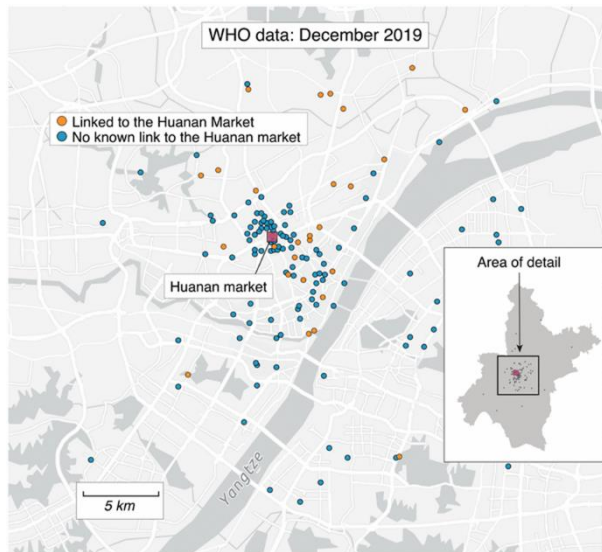 WHO data: December 2019
Linked to the Huanan Market
No known link to the Huanan market
Huanan market
Area of detail
Yangtze
5 km